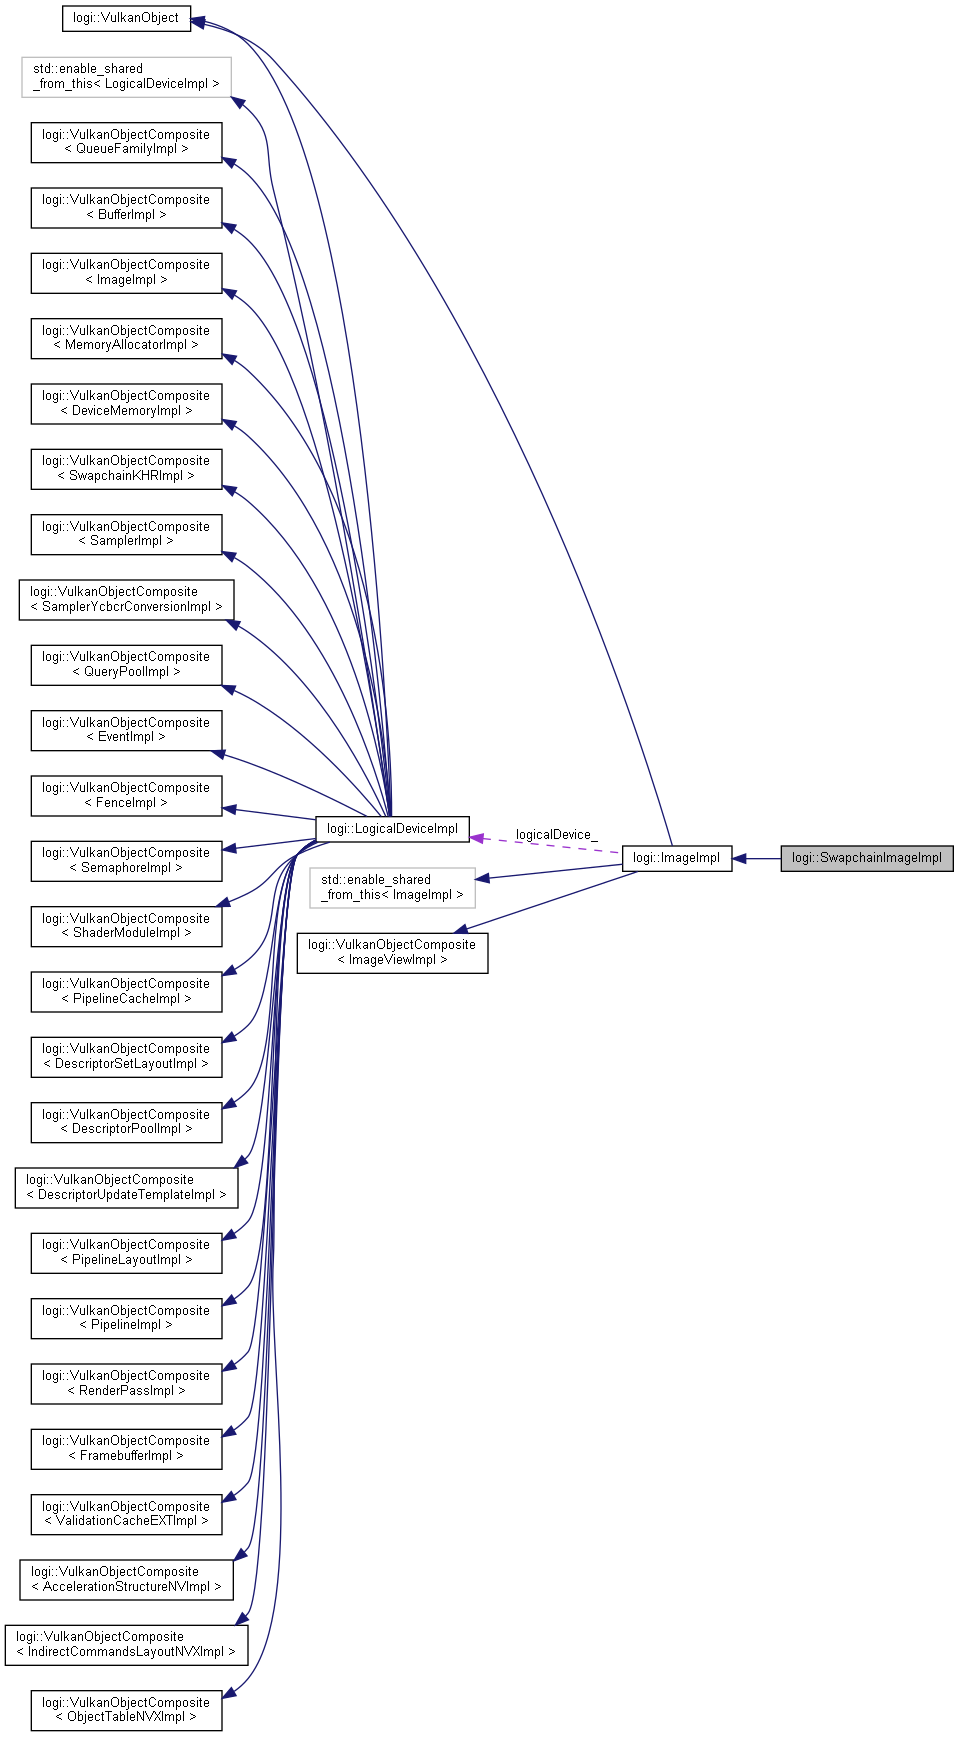 logi::VulkanObject
std::enable_shared
_from_this< LogicalDeviceImpl >
logi::VulkanObjectComposite
< QueueFamilyImpl >
logi::VulkanObjectComposite
< BufferImpl >
logi::VulkanObjectComposite
< ImageImpl >
logi::VulkanObjectComposite
< MemoryAllocatorImpl >
logi::VulkanObjectComposite
< DeviceMemoryImpl >
logi::VulkanObjectComposite
< SwapchainKHRImpl >
logi::VulkanObjectComposite
< SamplerImpl >
logi::VulkanObjectComposite
< SamplerYcbcrConversionImpl >
logi::VulkanObjectComposite
< QueryPoolImpl >
logi::VulkanObjectComposite
< EventImpl >
logi::VulkanObjectComposite
< FenceImpl >
logi::VulkanObjectComposite
< SemaphoreImpl >
logi::VulkanObjectComposite
< ShaderModuleImpl >
logi::VulkanObjectComposite
< PipelineCacheImpl >
logi::VulkanObjectComposite
< DescriptorSetLayoutImpl >
logi::VulkanObjectComposite
< DescriptorPoolImpl >
logi::VulkanObjectComposite
< DescriptorUpdateTemplateImpl >
logi::VulkanObjectComposite
< PipelineLayoutImpl >
logi::VulkanObjectComposite
< PipelineImpl >
logi::VulkanObjectComposite
< RenderPassImpl >
logi::VulkanObjectComposite
< FramebufferImpl >
logi::VulkanObjectComposite
< ValidationCacheEXTImpl >
logi::VulkanObjectComposite
< AccelerationStructureNVImpl >
logi::VulkanObjectComposite
< IndirectCommandsLayoutNVXImpl >
logi::VulkanObjectComposite
< ObjectTableNVXImpl >
logi::LogicalDeviceImpl
std::enable_shared
_from_this< ImageImpl >
logi::VulkanObjectComposite
< ImageViewImpl >
logicalDevice_
logi::ImageImpl
logi::SwapchainImageImpl